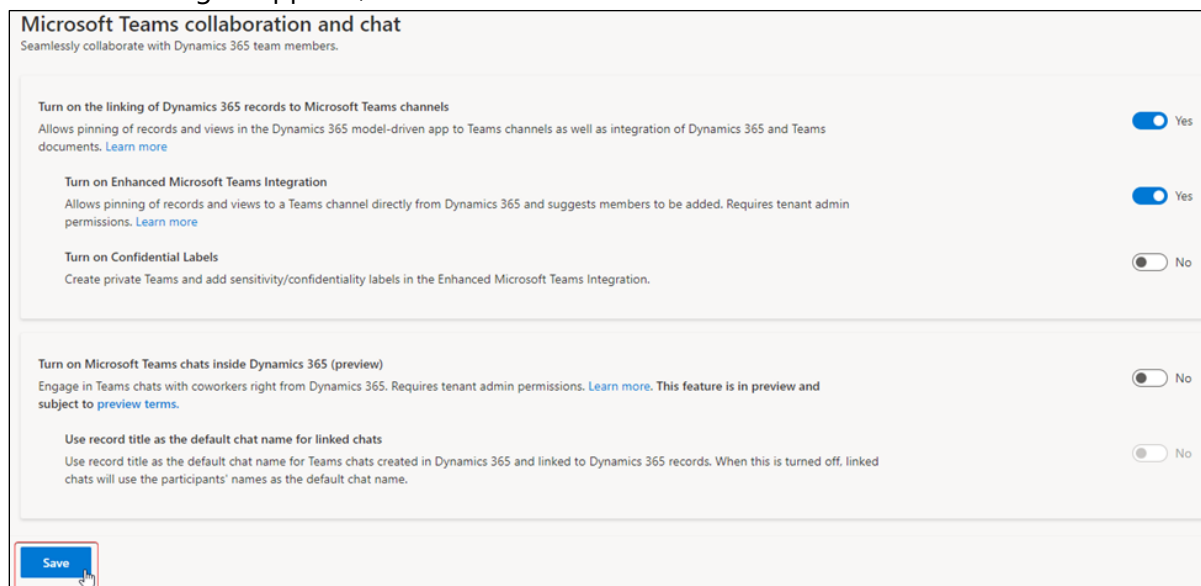 Microsoft Teams collaboration and chat
Seamlessly collaborate with Dynamics 365 team members.
Turn on the linking of Dynamics 365 records to Microsoft Teams channels
Yes
Allows pinning of records and views in the Dynamics 365 model-driven app to Teams channels as well as integration of Dynamics 365 and Teams
documents. Learn more
Turn on Enhanced Microsoft Teams Integration
Yes
Allows pinning of records and views to a Teams channel directly from Dynamics 365 and suggests members to be added. Requires tenant admin
permissions. Learn more
Turn on Confidential Labels
No
Create private Teams and add sensitivity/confidentiality labels in the Enhanced Microsoft Teams Integration.
Turn on Microsoft Teams chats inside Dynamics 365 (preview)
No
Engage in Teams chats with coworkers right from Dynamics 365. Requires tenant admin permissions. Learn more. This feature is in preview and
subject to preview terms.
Use record title as the default chat name for linked chats
No
Use record title as the default chat name for Teams chats created in Dynamics 365 and linked to Dynamics 365 records. When this is turned off, linked
chats will use the participants' names as the default chat name.
Save